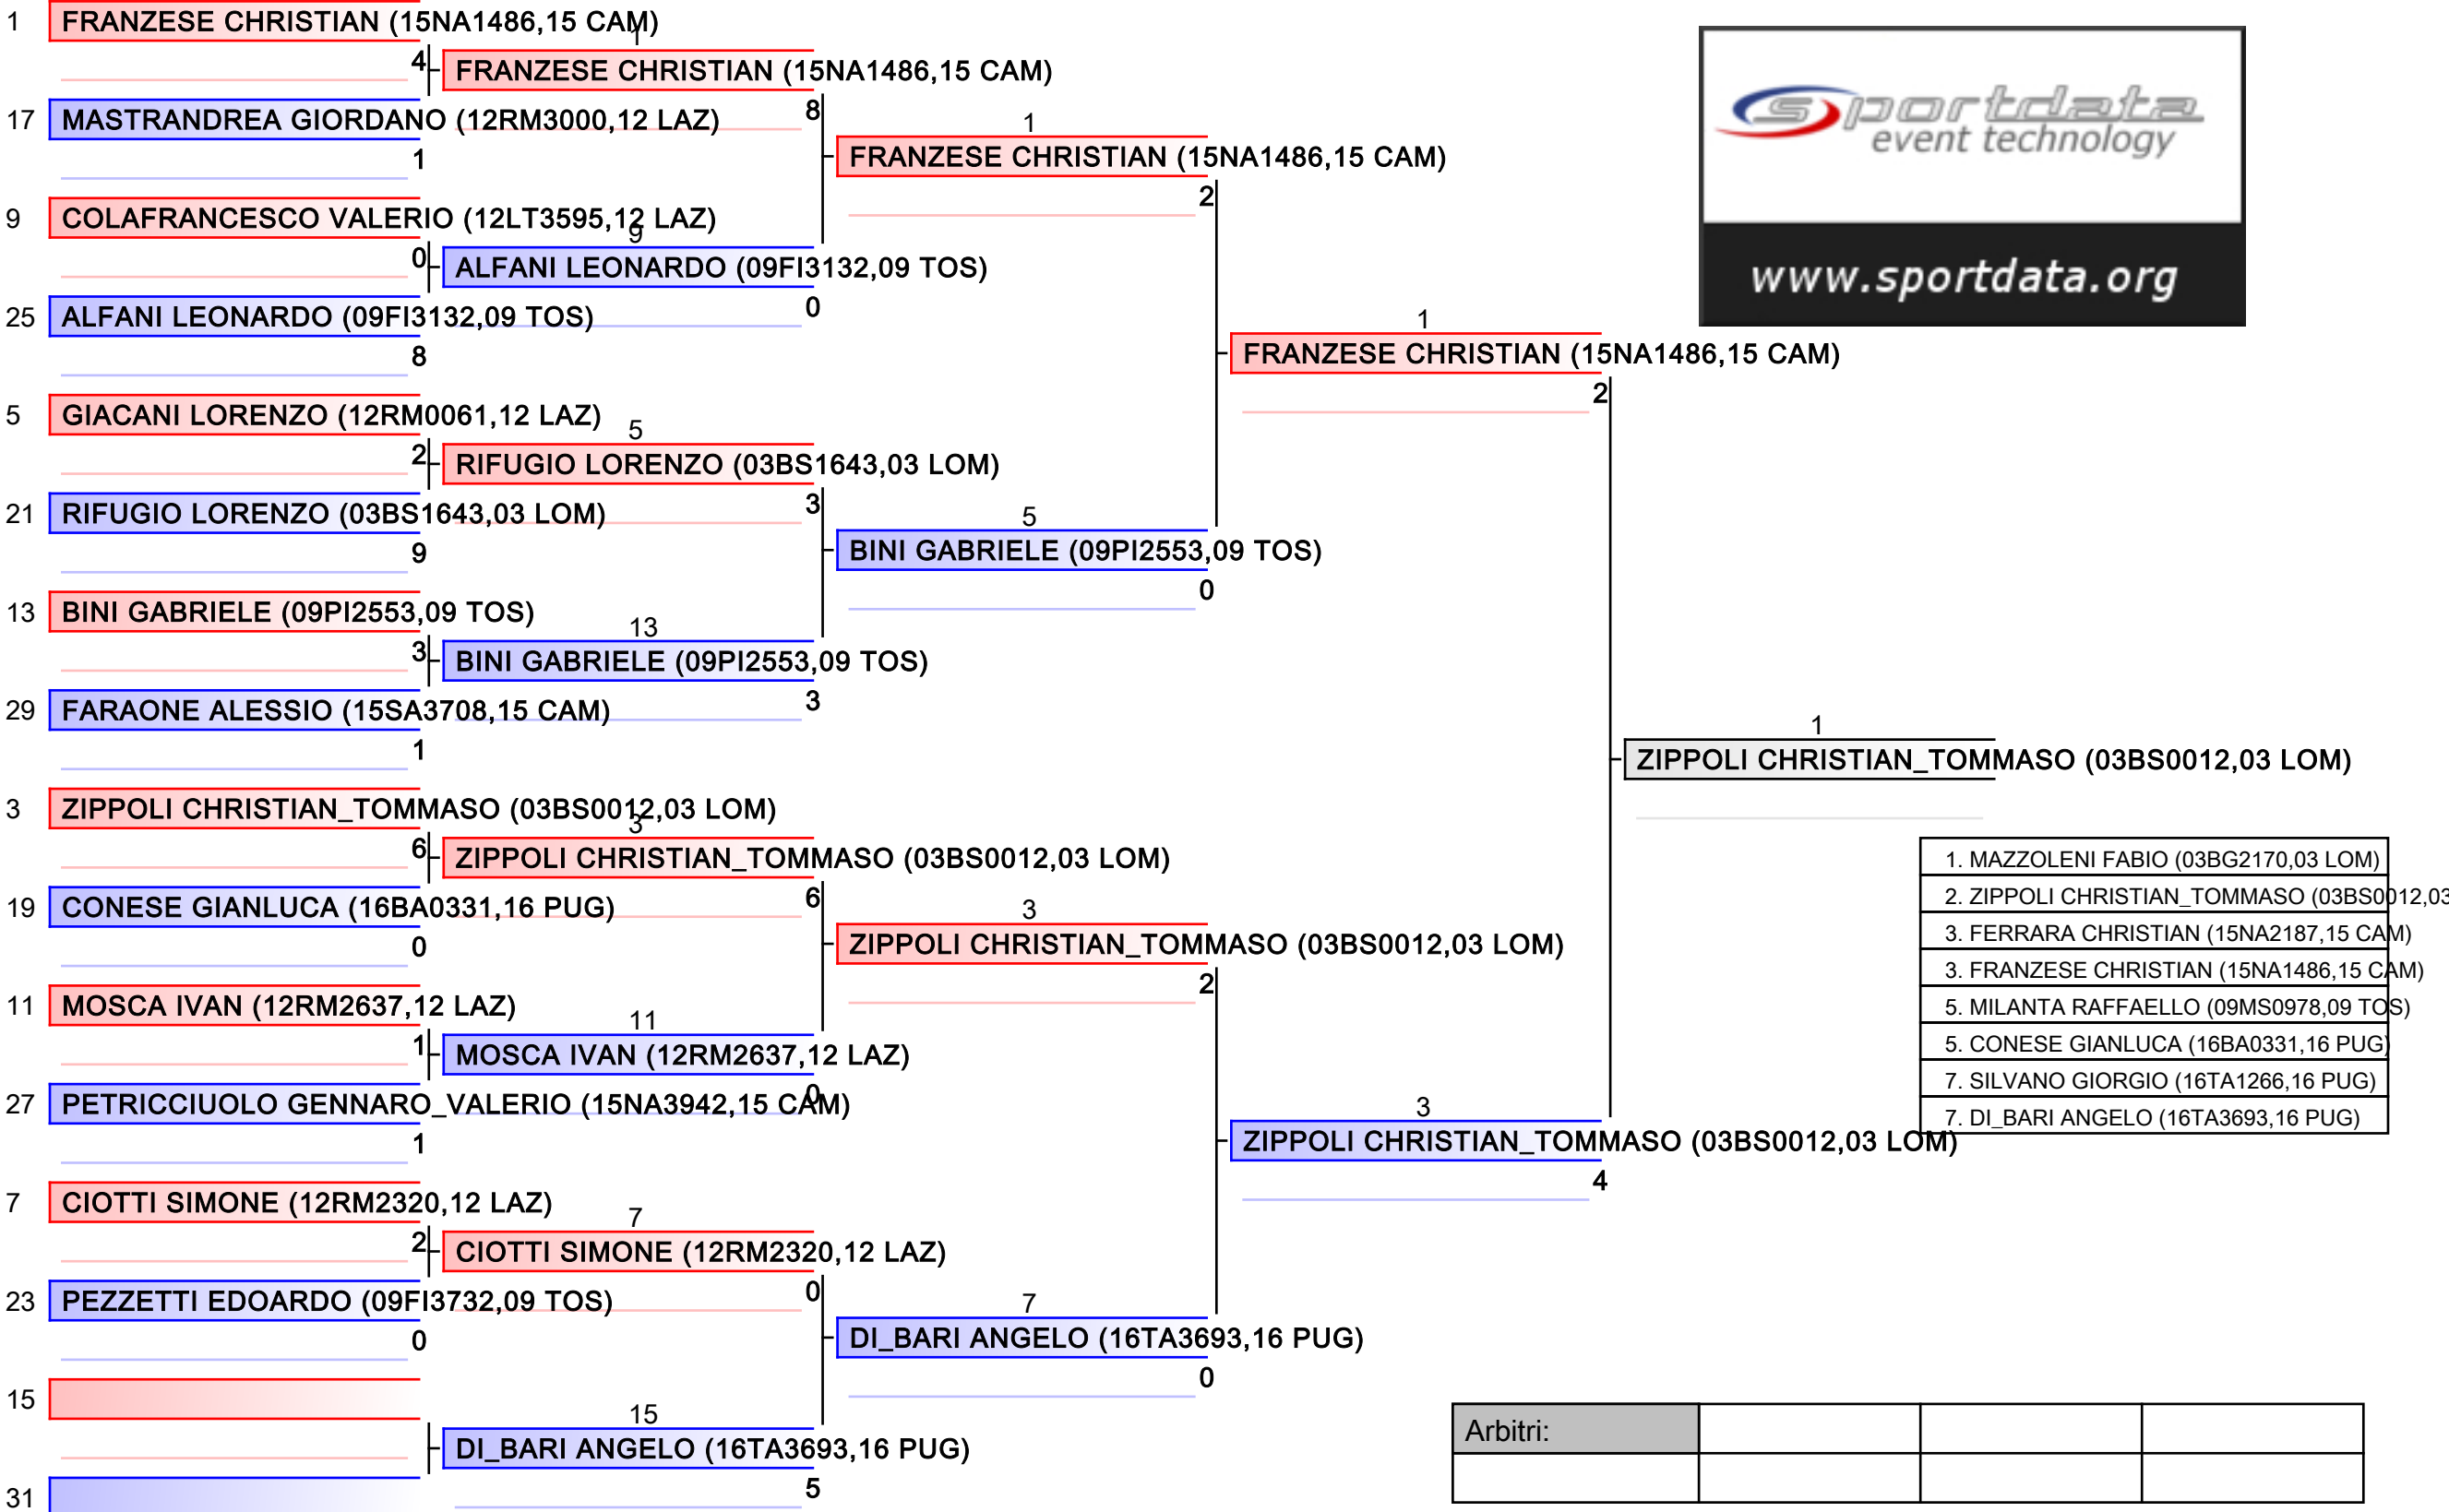 1 FRANZESE CHRISTIAN (15NA1486,15 CAM)
4
17 MASTRANDREA GIORDANO (12RM3000,12 LAZ)
1
9 COLAFRANCESCO VALERIO (12LT3595,12 LAZ)
0
25 ALFANI LEONARDO (09FI3132,09 TOS)
8
5 GIACANI LORENZO (12RM0061,12 LAZ)
2
21 RIFUGIO LORENZO (03BS1643,03 LOM)
9
13 BINI GABRIELE (09PI2553,09 TOS)
3
29 FARAONE ALESSIO (15SA3708,15 CAM)
1
3 ZIPPOLI CHRISTIAN_TOMMASO (03BS0012,03 LOM)
6
19 CONESE GIANLUCA (16BA0331,16 PUG)
0
11 MOSCA IVAN (12RM2637,12 LAZ)
1
27 PETRICCIUOLO GENNARO_VALERIO (15NA3942,15 CAM)
1
7 CIOTTI SIMONE (12RM2320,12 LAZ)
2
23 PEZZETTI EDOARDO (09FI3732,09 TOS)
0
15
31
1
FRANZESE CHRISTIAN (15NA1486,15 CAM)
8
9
ALFANI LEONARDO (09FI3132,09 TOS)
0
5
RIFUGIO LORENZO (03BS1643,03 LOM)
3
13
BINI GABRIELE (09PI2553,09 TOS)
3
3
ZIPPOLI CHRISTIAN_TOMMASO (03BS0012,03 LOM)
6
11
MOSCA IVAN (12RM2637,12 LAZ)
0
7
CIOTTI SIMONE (12RM2320,12 LAZ)
0
15
DI_BARI ANGELO (16TA3693,16 PUG)
5
1
FRANZESE CHRISTIAN (15NA1486,15 CAM)
2
5
BINI GABRIELE (09PI2553,09 TOS)
0
3
ZIPPOLI CHRISTIAN_TOMMASO (03BS0012,03 LOM)
2
7
DI_BARI ANGELO (16TA3693,16 PUG)
0
1
FRANZESE CHRISTIAN (15NA1486,15 CAM)
2
3
ZIPPOLI CHRISTIAN_TOMMASO (03BS0012,03 LOM)
4
1
ZIPPOLI CHRISTIAN_TOMMASO (03BS0012,03 LOM)
sportdata
event technology
www.sportdata.org
1. MAZZOLENI FABIO (03BG2170,03 LOM)
2. ZIPPOLI CHRISTIAN_TOMMASO (03BS0012,03
3. FERRARA CHRISTIAN (15NA2187,15 CAM)
3. FRANZESE CHRISTIAN (15NA1486,15 CAM)
5. MILANTA RAFFAELLO (09MS0978,09 TOS)
5. CONESE GIANLUCA (16BA0331,16 PUG)
7. SILVANO GIORGIO (16TA1266,16 PUG)
7. DI_BARI ANGELO (16TA3693,16 PUG)
Arbitri: